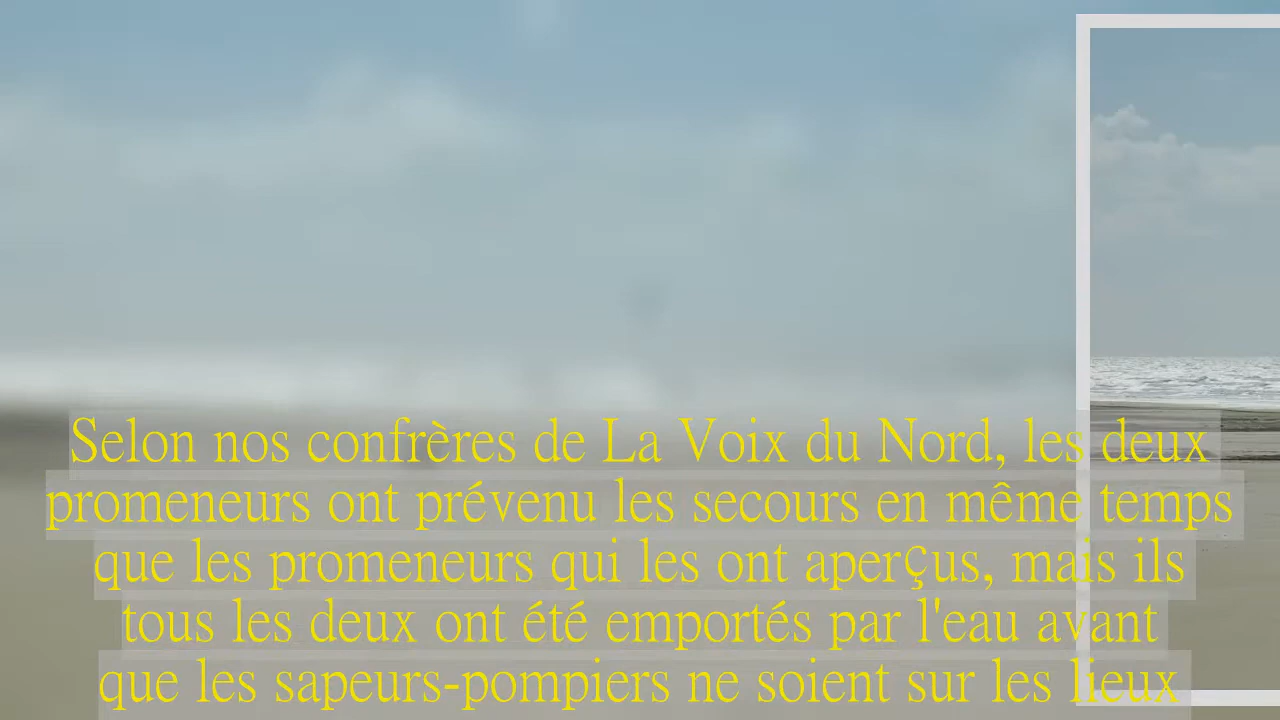 Selon nos confrères de La Voix du Nord, les deux
promeneurs ont prévenu les secours en même temps
que les promeneurs qui les ont aperçus, mais ils
tous les deux ont été emportés par l'eau avant
que les sapeurs-pompiers ne soient sur les lieux